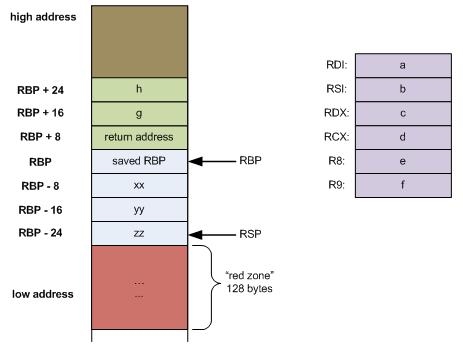 high address
RBP + 24
h
RBP + 16
g
RBP + 8
return address
RBP
saved RBP
RBP
RBP - 8
xx
RBP - 16
yy
RBP - 24
zz
RSP
...
...
"red zone"
128 bytes
low address
RDI:
a
RSI:
b
RDX:
c
RCX:
d
R8:
e
R9:
f